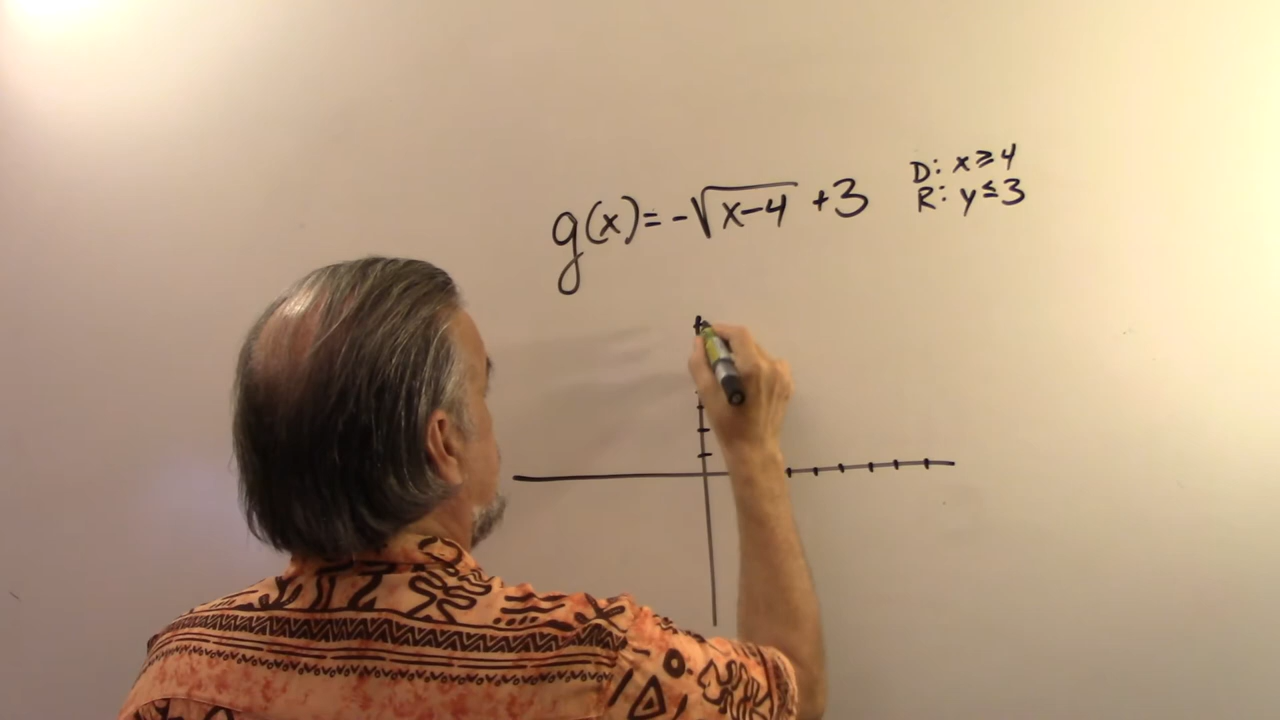 g(x) = -√(x-4) +3
D: x ≥ 4
R: y ≤ 3